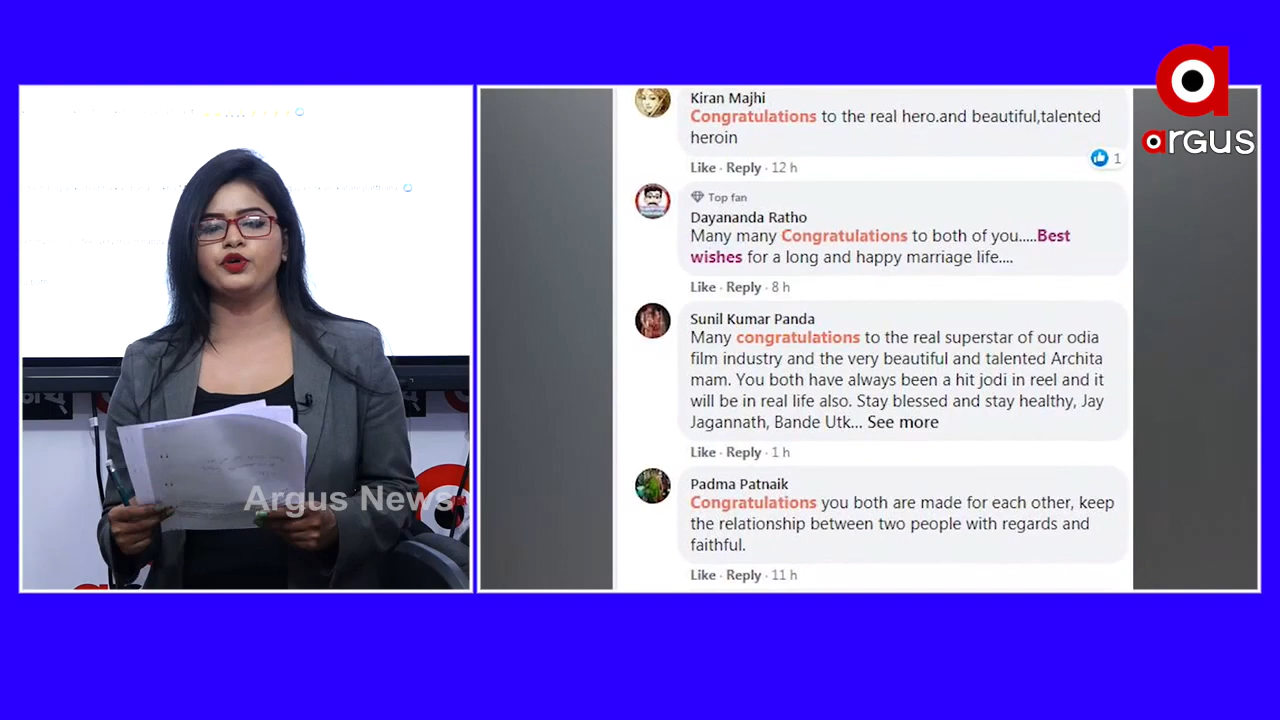 argus
Kiran Majhi
Congratulations to the real hero.and beautiful,talented
heroin
1
Like · Reply · 12 h
Top fan
Dayananda Ratho
Many many Congratulations to both of you.....Best
wishes for a long and happy marriage life....
Like · Reply · 8 h
Sunil Kumar Panda
Many congratulations to the real superstar of our odia
film industry and the very beautiful and talented Archita
mam. You both have always been a hit jodi in reel and it
will be in real life also. Stay blessed and stay healthy, Jay
Jagannath, Bande Utk... See more
Like · Reply · 1 h
Padma Patnaik
Congratulations you both are made for each other, keep
the relationship between two people with regards and
faithful.
Like · Reply · 11 h
Argus News